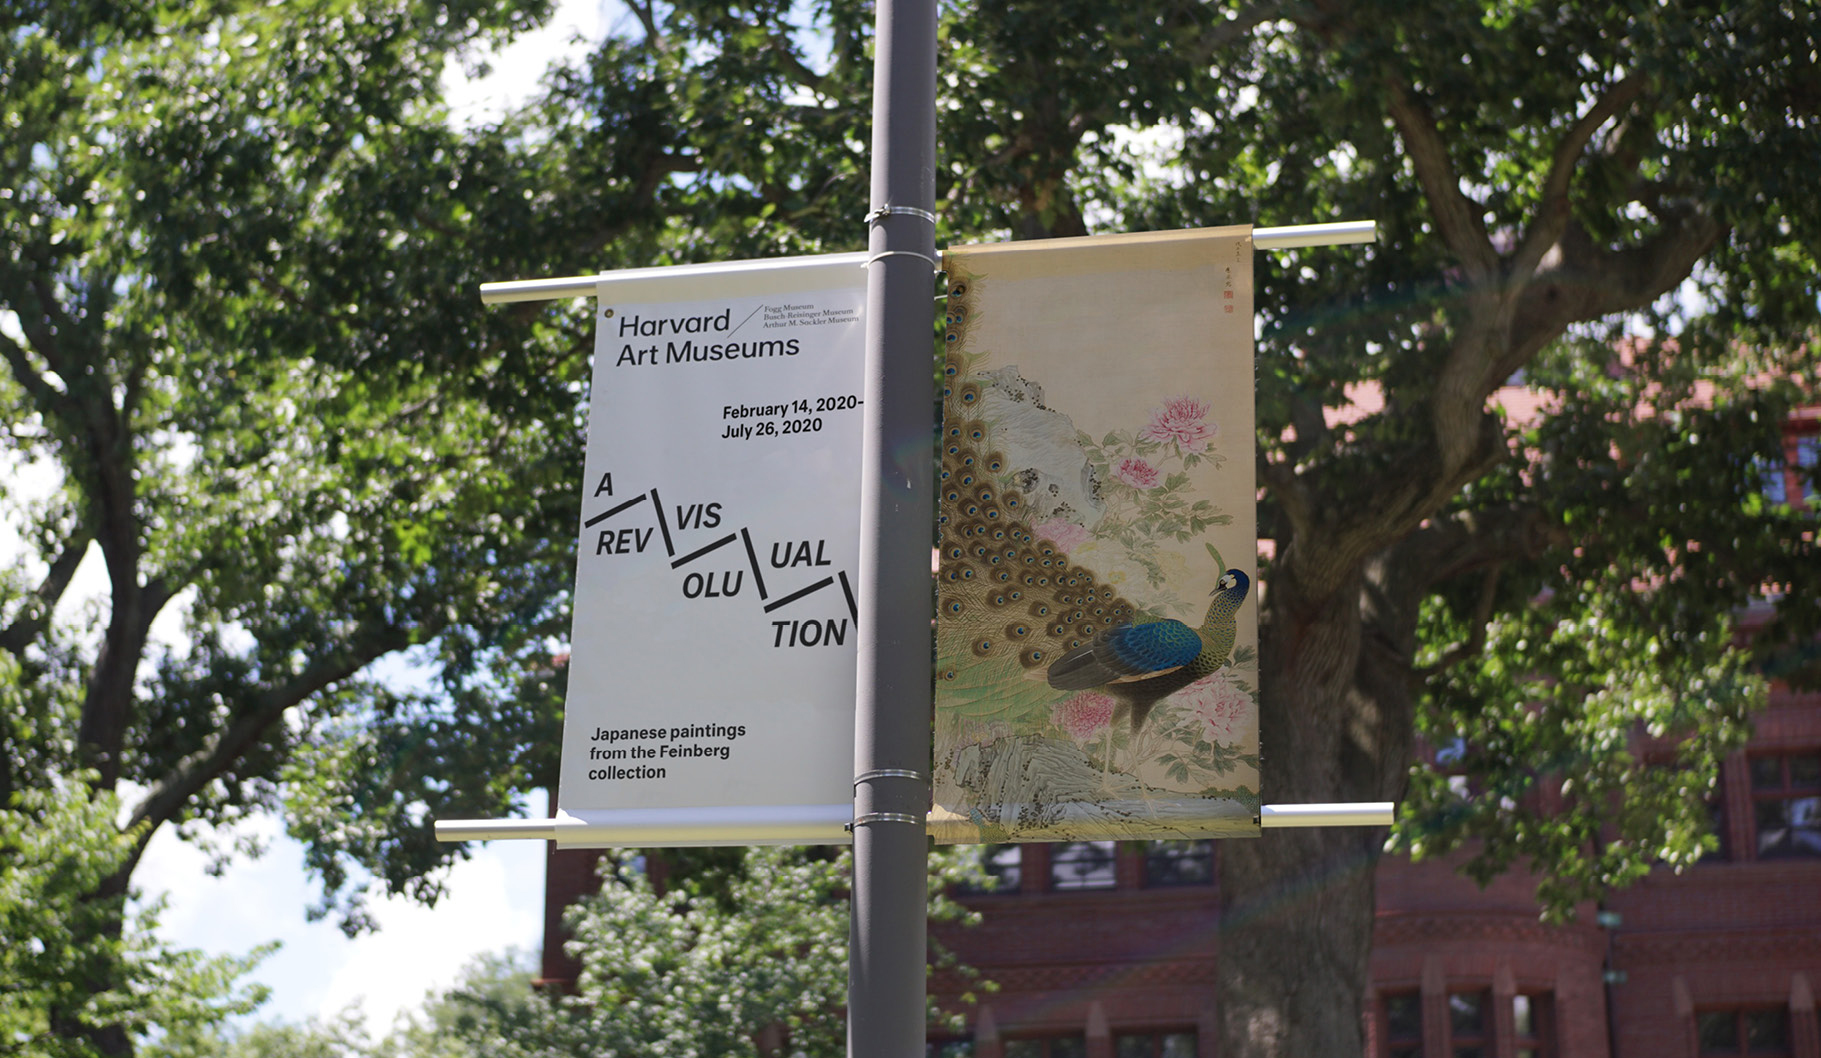 Harvard
Art Museums
Fogg Museum
Busch-Reisinger Museum
Arthur M. Sackler Museum
February 14, 2020–
July 26, 2020
A
REV
VIS
OLU
UAL
TION
Japanese paintings
from the Feinberg
collection